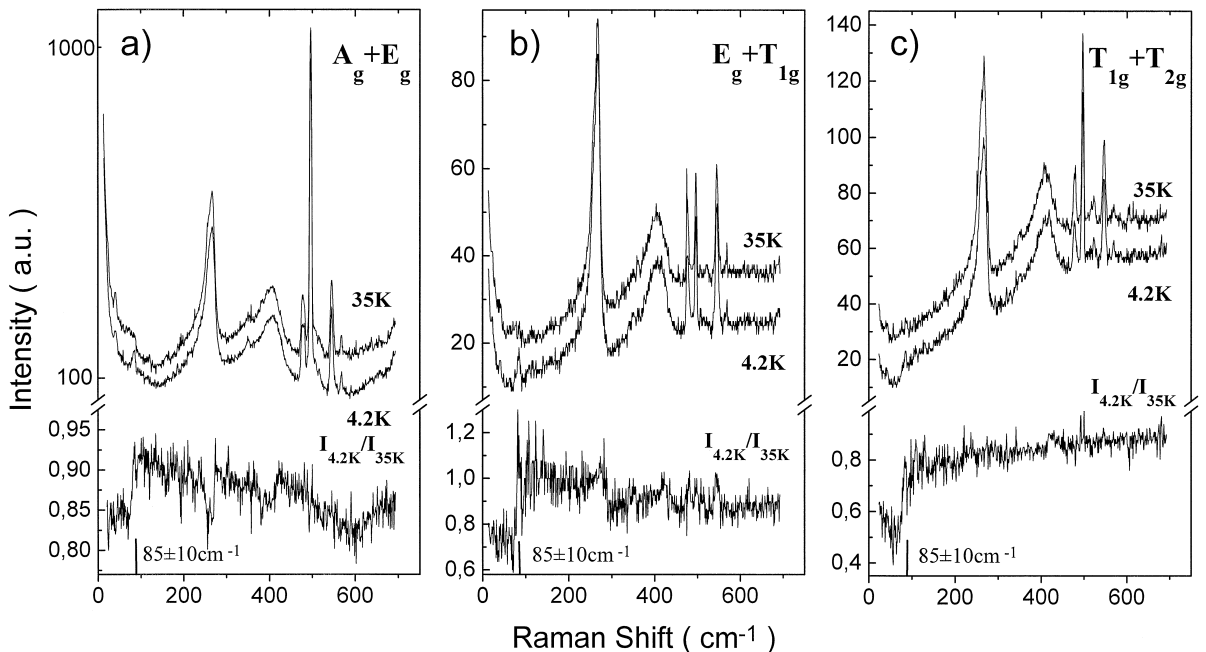 a)
A_g+E_g
1000
100
35K
4.2K
I_4.2K/I_35K
0,95
0,90
0,85
0,80
85±10cm⁻¹
0
200
400
600
b)
E_g+T_1g
80
60
40
20
35K
4.2K
I_4.2K/I_35K
1,2
1,0
0,8
0,6
85±10cm⁻¹
0
200
400
600
c)
T_1g+T_2g
140
120
100
80
60
40
20
35K
4.2K
I_4.2K/I_35K
0,8
0,6
0,4
85±10cm⁻¹
0
200
400
600
Intensity ( a.u. )
Raman Shift ( cm⁻¹ )